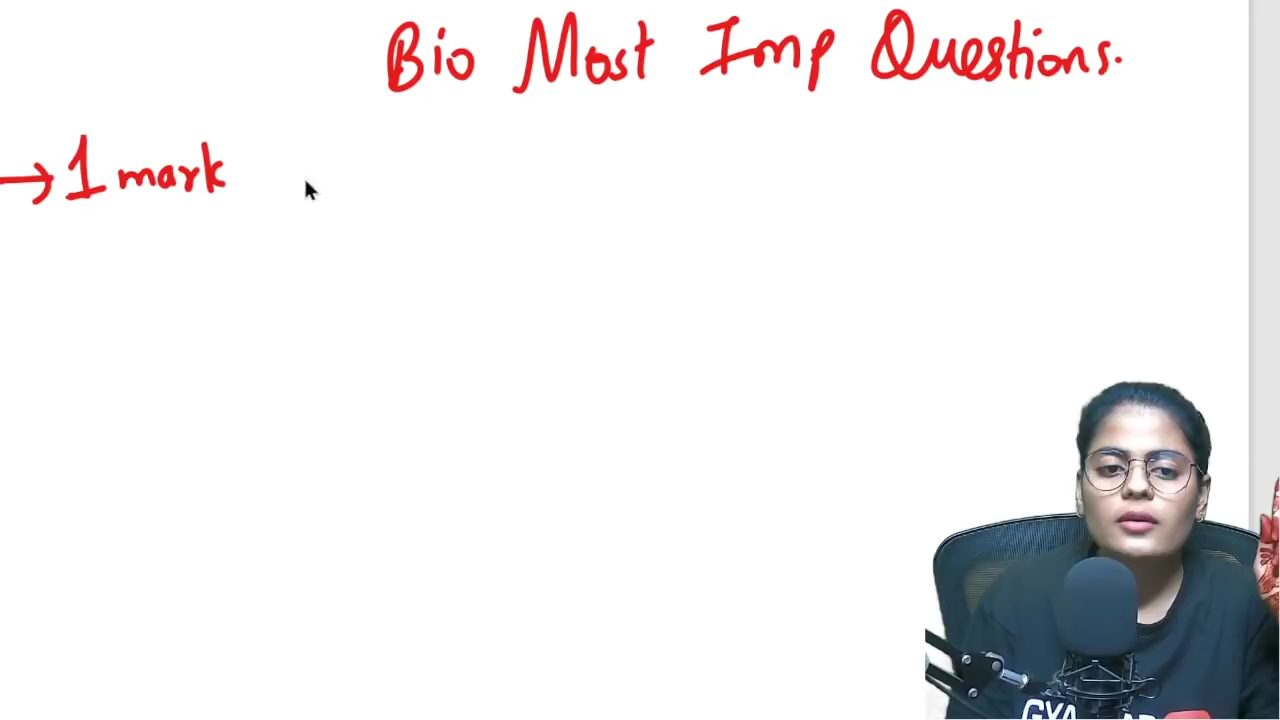 Bio Most Imp Questions.
→ 1 mark